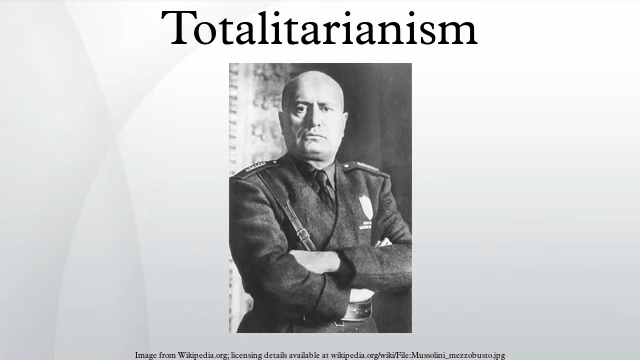 Totalitarianism
Image from Wikipedia.org; licensing details available at wikipedia.org/wiki/File:Mussolini_mezzobusto.jpg